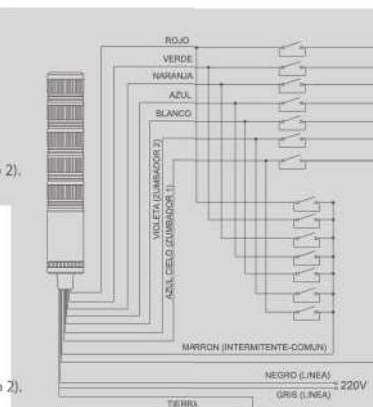 ROJO
VERDE
NARANJA
AZUL
BLANCO
2).
VIOLETA (ZUMBADOR 2)
AZUL CIELO (ZUMBADOR 1)
MARRON (INTERMITENTE-COMUN)
NEGRO (LINEA)
220V
2).
GRIS (LINEA)
TIERRA